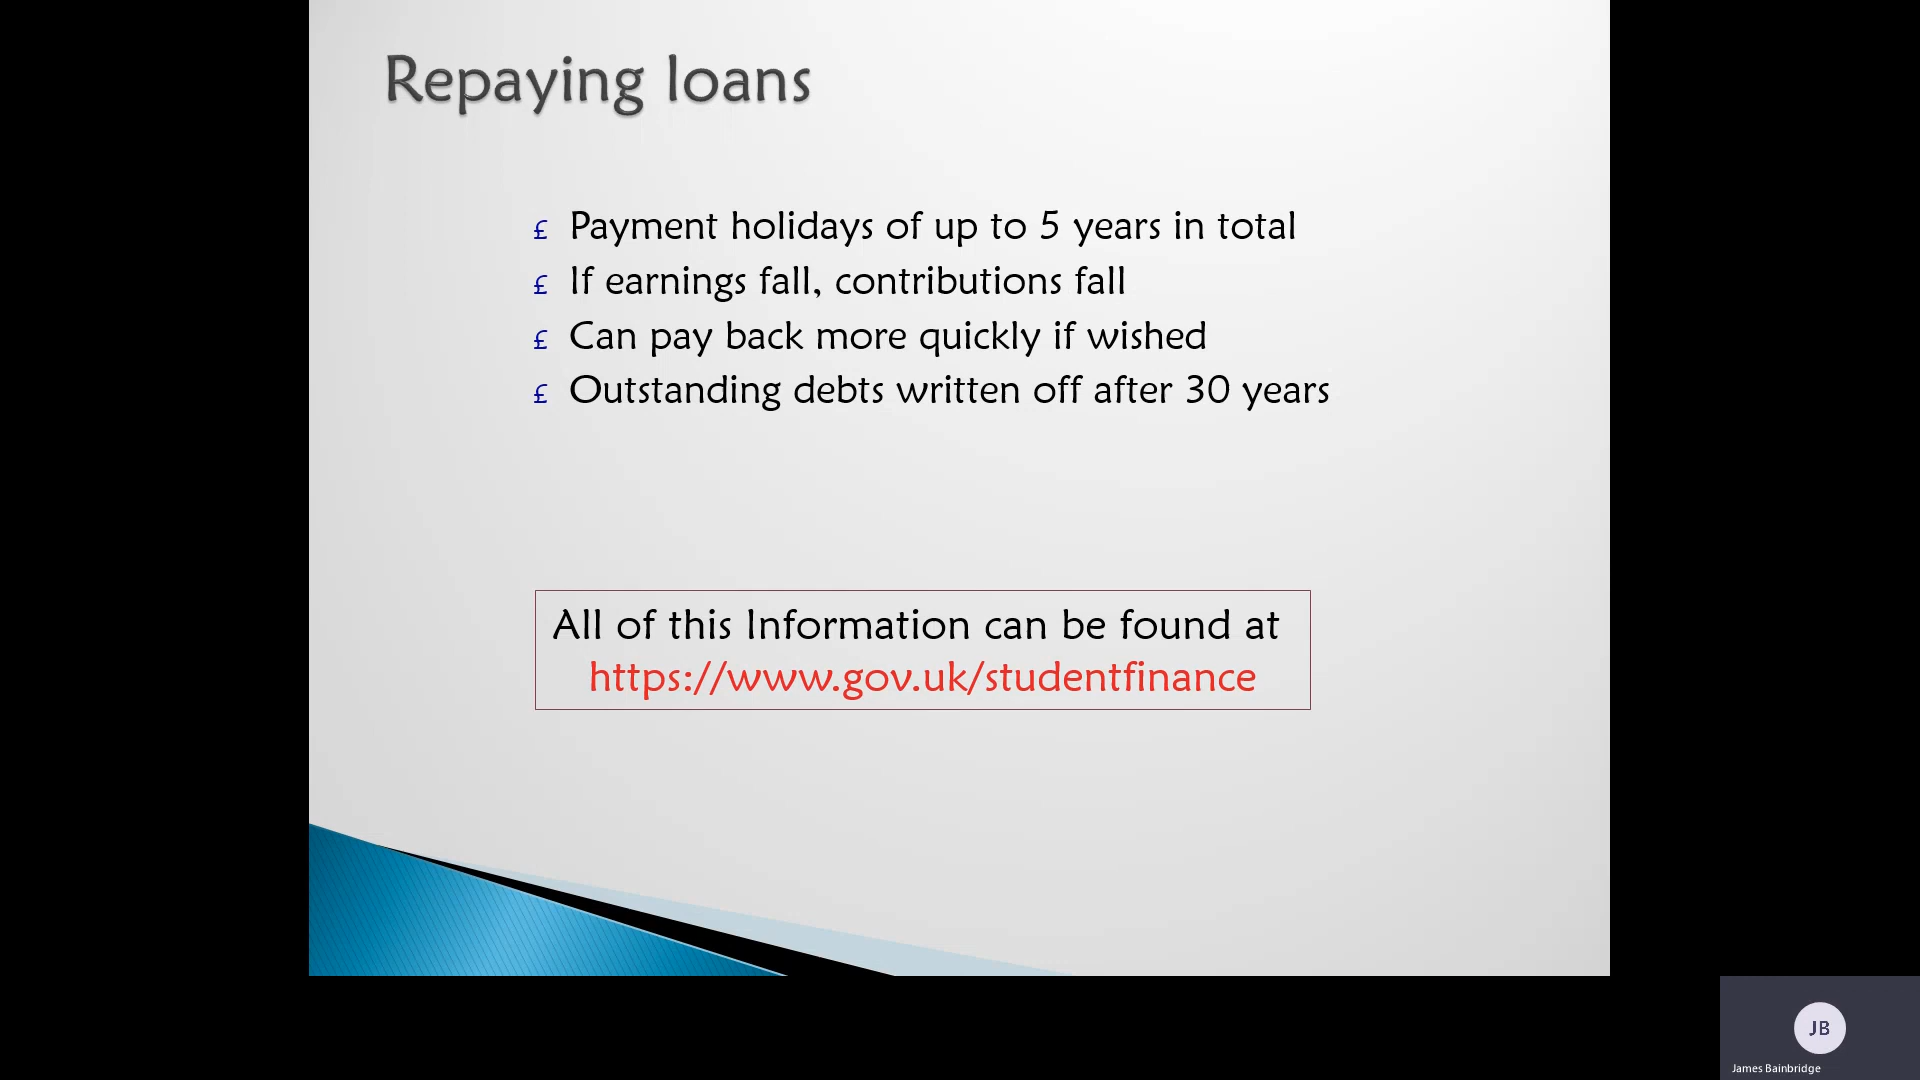 Repaying loans
£ Payment holidays of up to 5 years in total
£ If earnings fall, contributions fall
£ Can pay back more quickly if wished
£ Outstanding debts written off after 30 years
All of this Information can be found at
https://www.gov.uk/studentfinance
JB
James Bainbridge